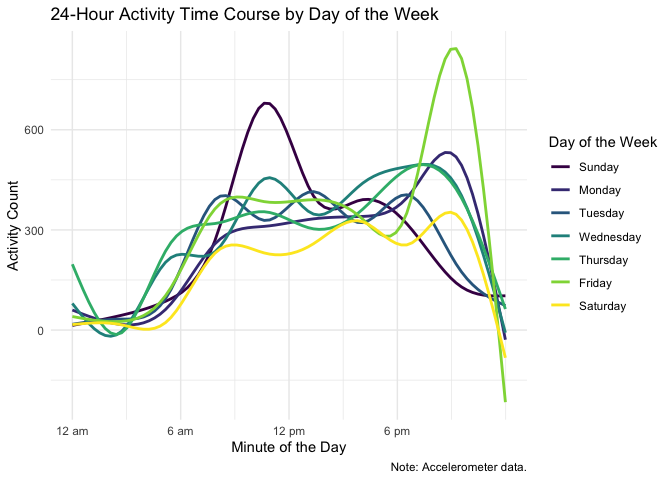 24-Hour Activity Time Course by Day of the Week
Activity Count
600
300
0
12 am
6 am
12 pm
6 pm
Minute of the Day
Day of the Week
Sunday
Monday
Tuesday
Wednesday
Thursday
Friday
Saturday
Note: Accelerometer data.